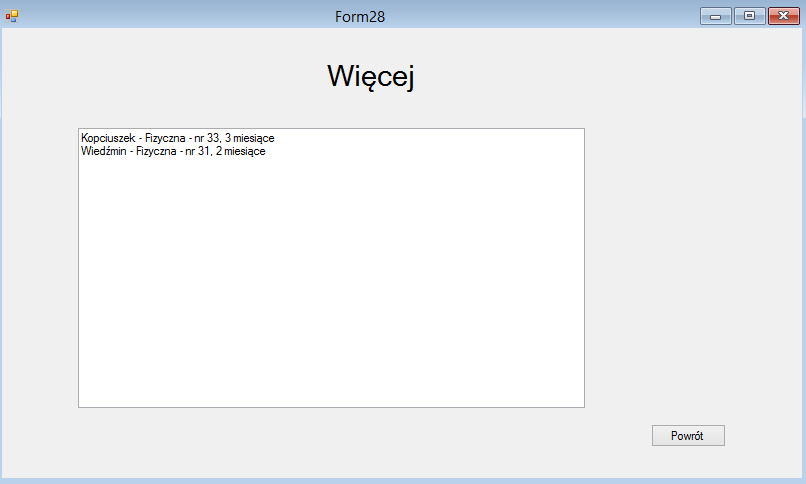 Form28
Więcej
Kopciuszek - Fizyczna - nr 33, 3 miesiące
Wiedźmin - Fizyczna - nr 31, 2 miesiące
Powrót